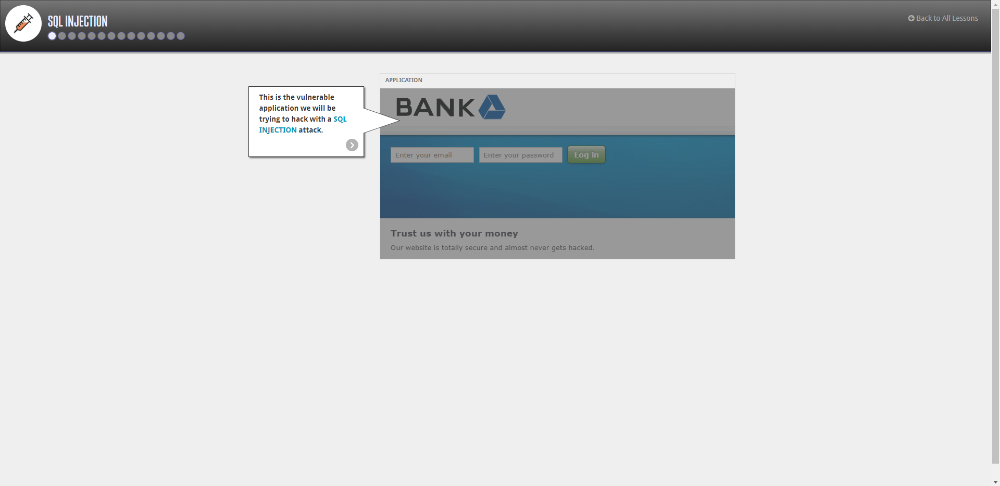 SQL INJECTION
Back to All Lessons
This is the vulnerable
application we will be
trying to hack with a SQL
INJECTION attack.
APPLICATION
BANK
Enter your email
Enter your password
Log in
Trust us with your money
Our website is totally secure and almost never gets hacked.